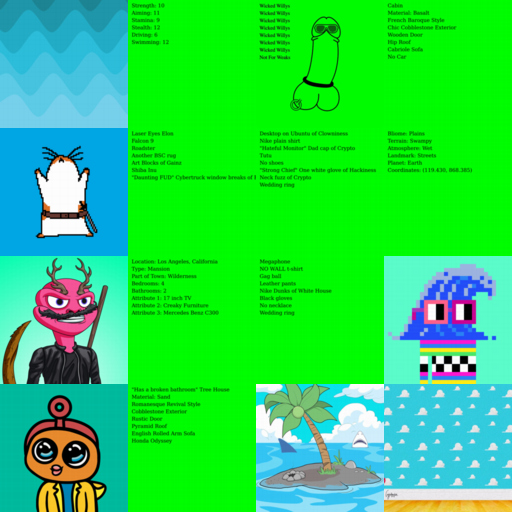 Strength: 10
Aiming: 11
Stamina: 9
Stealth: 12
Driving: 6
Swimming: 12
Wicked Willys
Wicked Willys
Wicked Willys
Wicked Willys
Wicked Willys
Wicked Willys
Wicked Willys
Not For Weaks
Cabin
Material: Basalt
French Baroque Style
Chic Cobblestone Exterior
Wooden Door
Hip Roof
Cabriole Sofa
No Car
Laser Eyes Elon
Falcon 9
Roadster
Another BSC rug
Art Blocks of Gainz
Shiba Inu
"Daunting FUD" Cybertruck window breaks of
Desktop on Ubuntu of Clowniness
Nike plain shirt
"Hateful Monitor" Dad cap of Crypto
Tutu
No shoes
"Strong Chief" One white glove of Huckiness
Neck fuzz of Crypto
Wedding ring
Biome: Plains
Terrain: Swampy
Atmosphere: Wet
Landmark: Streets
Planet: Earth
Coordinates: (119.439, 868.385)
Location: Los Angeles, California
Type: Mansion
Part of Town: Wilderness
Bedrooms: 4
Bathrooms: 2
Attribute 1: 17 inch TV
Attribute 2: Creaky Furniture
Attribute 3: Mercedes Benz C300
Megaphone
NO WALL t-shirt
Gag Ball
Leather pants
Nike Dunks of White House
Black gloves
No necklace
Wedding ring
"Has a broken bathroom" Tree House
Material: Sand
Romanesque Revival Style
Cobblestone Exterior
Rustic Door
Pyramid Roof
English Rolled Arm Sofa
Honda Odyssey